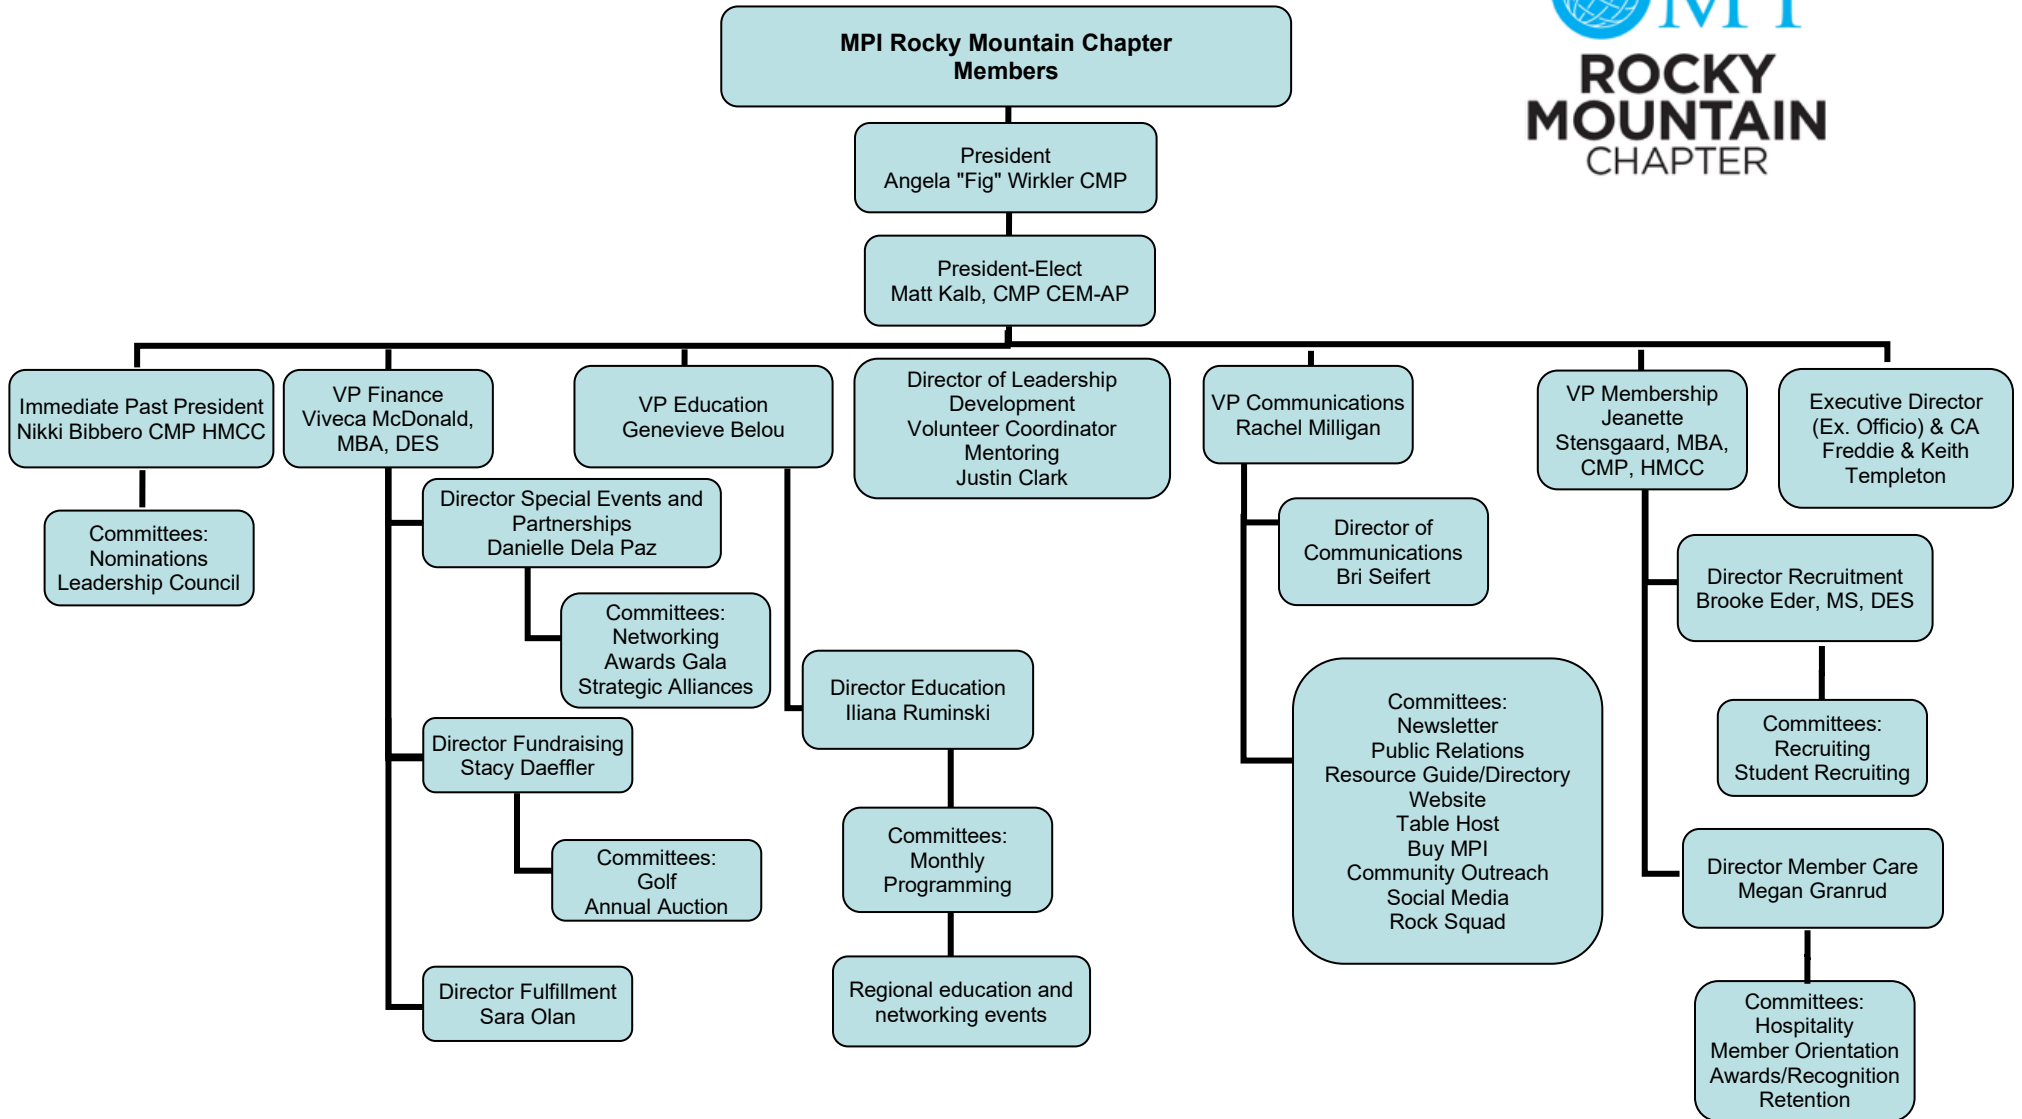 MPI
ROCKY
MOUNTAIN
CHAPTER
MPI Rocky Mountain Chapter
Members
President
Angela "Fig" Wirkler CMP
President-Elect
Matt Kalb, CMP CEM-AP
Immediate Past President
Nikki Bibbero CMP HMCC
Committees:
Nominations
Leadership Council
VP Finance
Viveca McDonald,
MBA, DES
Director Special Events and
Partnerships
Danielle Dela Paz
Committees:
Networking
Awards Gala
Strategic Alliances
Director Fundraising
Stacy Daeffler
Committees:
Golf
Annual Auction
Director Fulfillment
Sara Olan
VP Education
Genevieve Belou
Director Education
Iliana Ruminski
Committees:
Monthly
Programming
Regional education and
networking events
Director of Leadership
Development
Volunteer Coordinator
Mentoring
Justin Clark
VP Communications
Rachel Milligan
Director of
Communications
Bri Seifert
Committees:
Newsletter
Public Relations
Resource Guide/Directory
Website
Table Host
Buy MPI
Community Outreach
Social Media
Rock Squad
VP Membership
Jeanette
Stensgaard, MBA,
CMP, HMCC
Director Recruitment
Brooke Eder, MS, DES
Committees:
Recruiting
Student Recruiting
Director Member Care
Megan Granrud
Committees:
Hospitality
Member Orientation
Awards/Recognition
Retention
Executive Director
(Ex. Officio) & CA
Freddie & Keith
Templeton